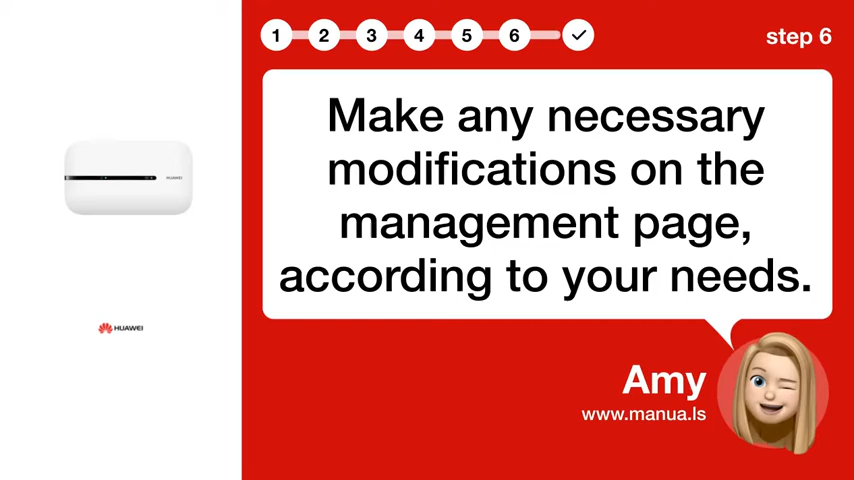 1 2 3 4 5 6
step 6
Make any necessary
modifications on the
management page,
according to your needs.
HUAWEI
HUAWEI
Amy
www.manua.ls